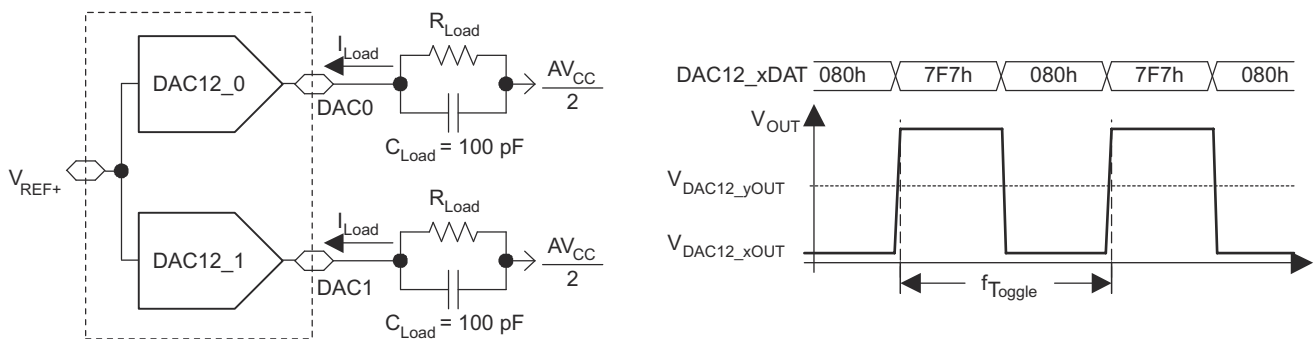 DAC12_0
I_Load
R_Load
AV_CC
2
DAC0
C_Load = 100 pF
V_REF+
DAC12_1
I_Load
R_Load
AV_CC
2
DAC1
C_Load = 100 pF
DAC12_xDAT 080h 7F7h 080h 7F7h 080h
V_OUT
V_DAC12_yOUT
V_DAC12_xOUT
f_Toggle